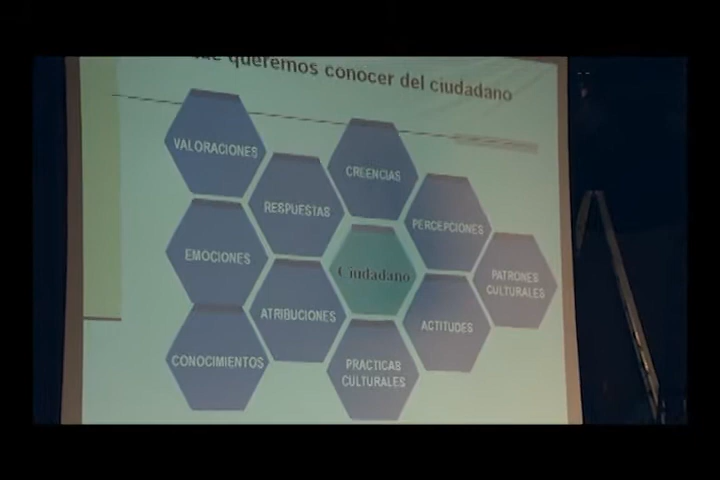 queremos conocer del ciudadano
VALORACIONES
CREENCIAS
RESPUESTAS
PERCEPCIONES
EMOCIONES
Ciudadano
PATRONES
CULTURALES
ATRIBUCIONES
ACTITUDES
CONOCIMIENTOS
PRACTICAS
CULTURALES